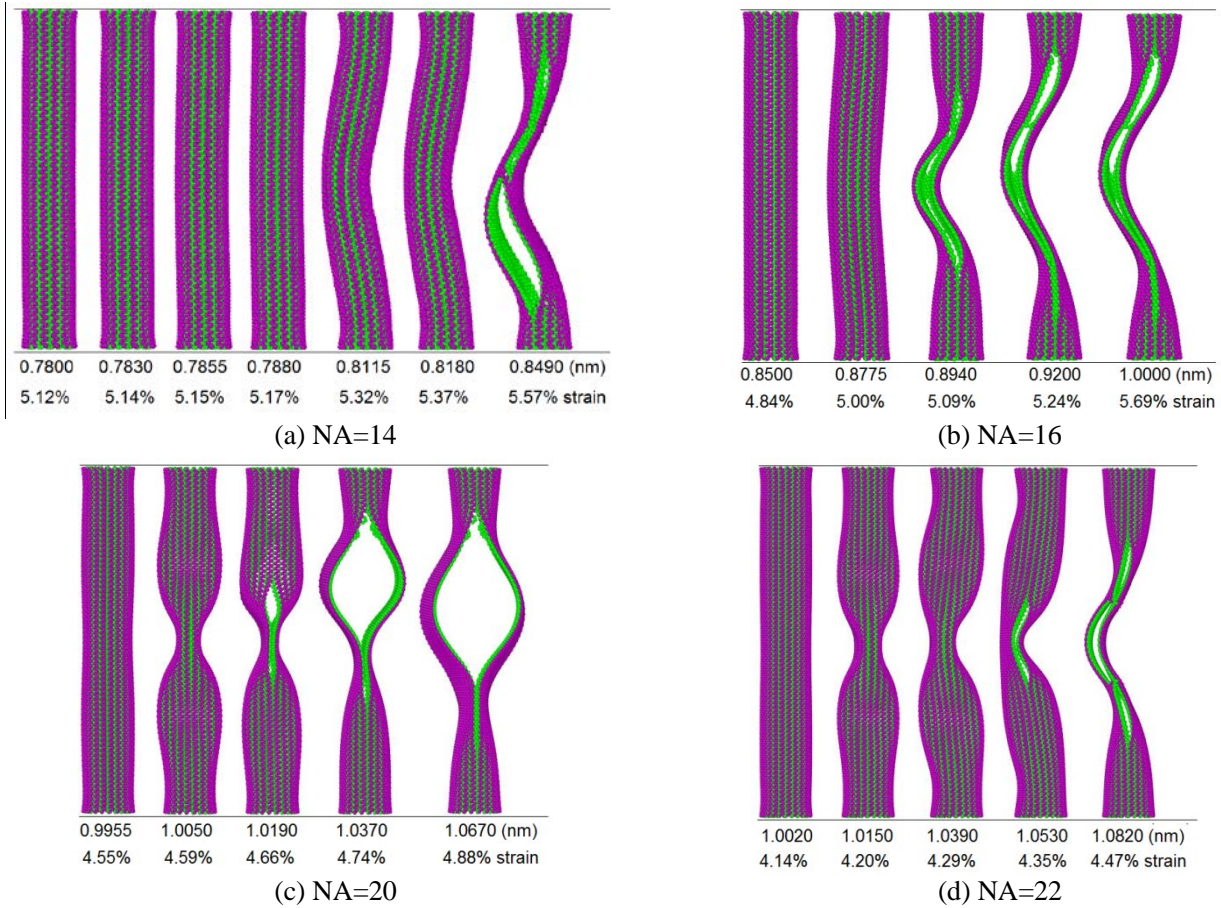 0.7800 0.7830 0.7855 0.7880 0.8115 0.8180 0.8490 (nm)
5.12% 5.14% 5.15% 5.17% 5.32% 5.37% 5.57% strain
(a) NA=14
0.8500 0.8775 0.8940 0.9200 1.0000 (nm)
4.84% 5.00% 5.09% 5.24% 5.69% strain
(b) NA=16
0.9955 1.0050 1.0190 1.0370 1.0670 (nm)
4.55% 4.59% 4.66% 4.74% 4.88% strain
(c) NA=20
1.0020 1.0150 1.0390 1.0530 1.0820 (nm)
4.14% 4.20% 4.29% 4.35% 4.47% strain
(d) NA=22